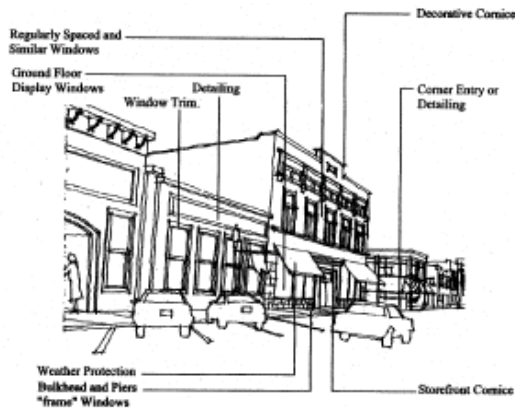 Decorative Cornice
Regularly Spaced and
Similar Windows
Ground Floor
Display Windows
Detailing
Window Trim.
Corner Entry or
Detailing
Weather Protection
Bulkhead and Piers
"frame" Windows
Storefront Cornice